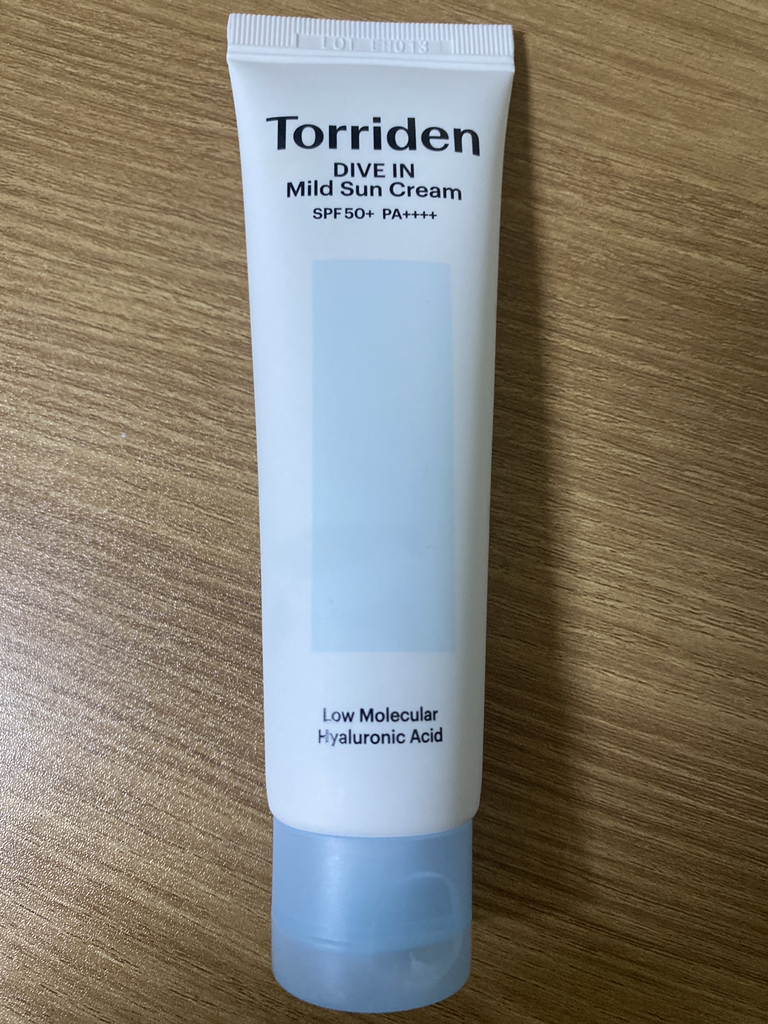 Torriden
DIVE IN
Mild Sun Cream
SPF50+ PA++++
Low Molecular
Hyaluronic Acid